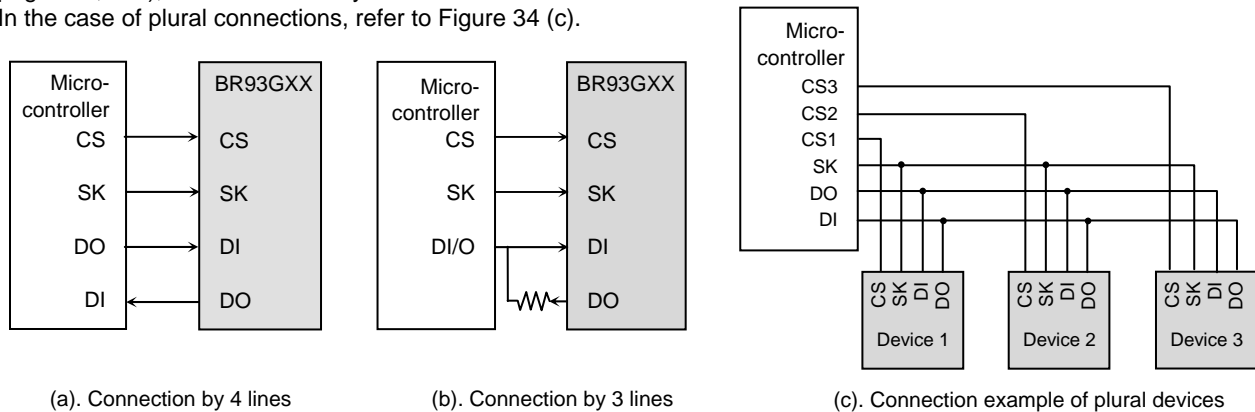 In the case of plural connections, refer to Figure 34 (c).
Micro-
controller
CS
SK
DO
DI
BR93GXX
CS
SK
DI
DO
(a). Connection by 4 lines
Micro-
controller
CS
SK
DI/O
BR93GXX
CS
SK
DI
DO
(b). Connection by 3 lines
Micro-
controller
CS3
CS2
CS1
SK
DO
DI
CS
SK
DI
DO
Device 1
CS
SK
DI
DO
Device 2
CS
SK
DI
DO
Device 3
(c). Connection example of plural devices